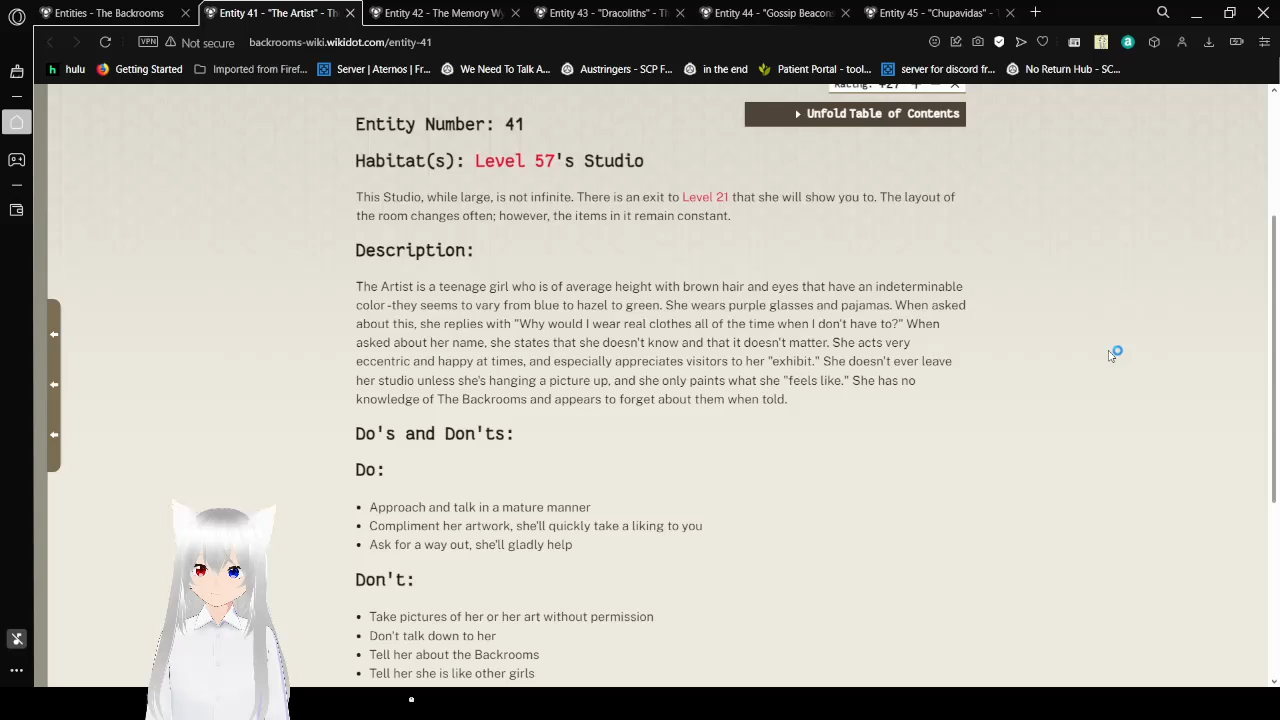 Entities - The Backrooms
Entity 41 - "The Artist" - Th
Entity 42 - The Memory Wy
Entity 43 - "Dracoliths" - Th
Entity 44 - "Gossip Beacons
Entity 45 - "Chupavidas" - T
VPN
Not secure
backrooms-wiki.wikidot.com/entity-41
hulu
Getting Started
Imported from Firef...
Server | Aternos | Fr...
We Need To Talk A...
Austringers - SCP F...
in the end
Patient Portal - tool...
server for discord fr...
No Return Hub - SC...
Rating: +27 + – X
Unfold Table of Contents
Entity Number: 41
Habitat(s): Level 57's Studio
This Studio, while large, is not infinite. There is an exit to Level 21 that she will show you to. The layout of
the room changes often; however, the items in it remain constant.
Description:
The Artist is a teenage girl who is of average height with brown hair and eyes that have an indeterminable
color -they seems to vary from blue to hazel to green. She wears purple glasses and pajamas. When asked
about this, she replies with "Why would I wear real clothes all of the time when I don't have to?" When
asked about her name, she states that she doesn't know and that it doesn't matter. She acts very
eccentric and happy at times, and especially appreciates visitors to her "exhibit." She doesn't ever leave
her studio unless she's hanging a picture up, and she only paints what she "feels like." She has no
knowledge of The Backrooms and appears to forget about them when told.
Do's and Don'ts:
Do:
• Approach and talk in a mature manner
• Compliment her artwork, she'll quickly take a liking to you
• Ask for a way out, she'll gladly help
Don't:
• Take pictures of her or her art without permission
• Don't talk down to her
• Tell her about the Backrooms
• Tell her she is like other girls